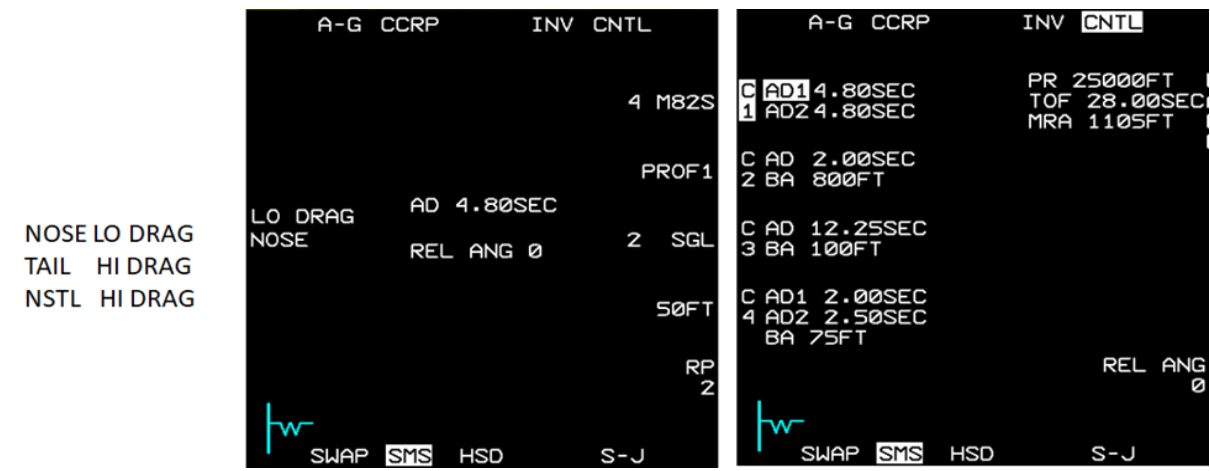 NOSE LO DRAG
TAIL HI DRAG
NSTL HI DRAG
A-G CCRP INV CNTL
4 M82S
PROF1
AD 4.80SEC
LO DRAG
NOSE
2 SGL
REL ANG 0
50FT
RP
2
SWAP SMS HSD S-J
A-G CCRP INV CNTL
PR 25000FT
C AD1 4.80SEC
TOF 28.00SEC
1 AD2 4.80SEC
MRA 1105FT
C AD 2.00SEC
2 BA 800FT
C AD 12.25SEC
3 BA 100FT
C AD1 2.00SEC
4 AD2 2.50SEC
BA 75FT
REL ANG
0
SWAP SMS HSD S-J